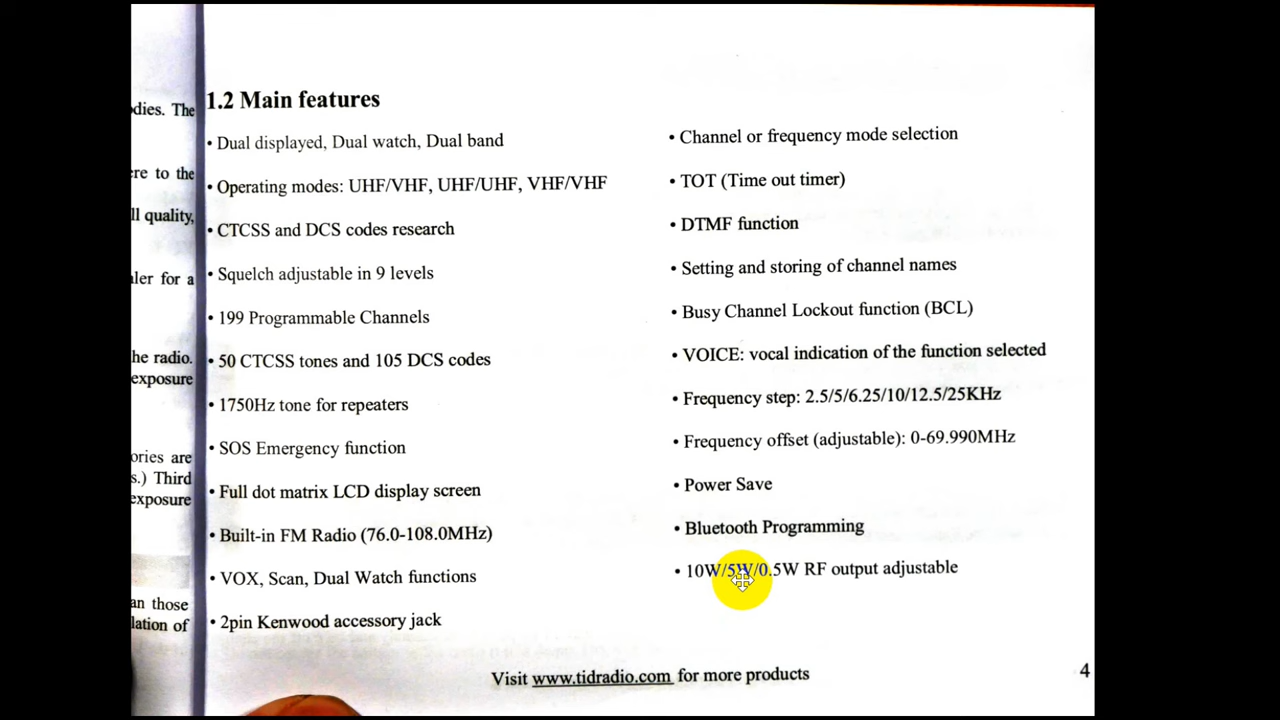 dies. The
ere to the
ll quality,
ler for a
he radio.
exposure
ories are
s.) Third
exposure
an those
lation of
1.2 Main features
• Dual displayed, Dual watch, Dual band
• Operating modes: UHF/VHF, UHF/UHF, VHF/VHF
• CTCSS and DCS codes research
• Squelch adjustable in 9 levels
• 199 Programmable Channels
• 50 CTCSS tones and 105 DCS codes
• 1750Hz tone for repeaters
• SOS Emergency function
• Full dot matrix LCD display screen
• Built-in FM Radio (76.0-108.0MHz)
• VOX, Scan, Dual Watch functions
• 2pin Kenwood accessory jack
• Channel or frequency mode selection
• TOT (Time out timer)
• DTMF function
• Setting and storing of channel names
• Busy Channel Lockout function (BCL)
• VOICE: vocal indication of the function selected
• Frequency step: 2.5/5/6.25/10/12.5/25KHz
• Frequency offset (adjustable): 0-69.990MHz
• Power Save
• Bluetooth Programming
• 10W/5W/0.5W RF output adjustable
Visit www.tidradio.com for more products
4